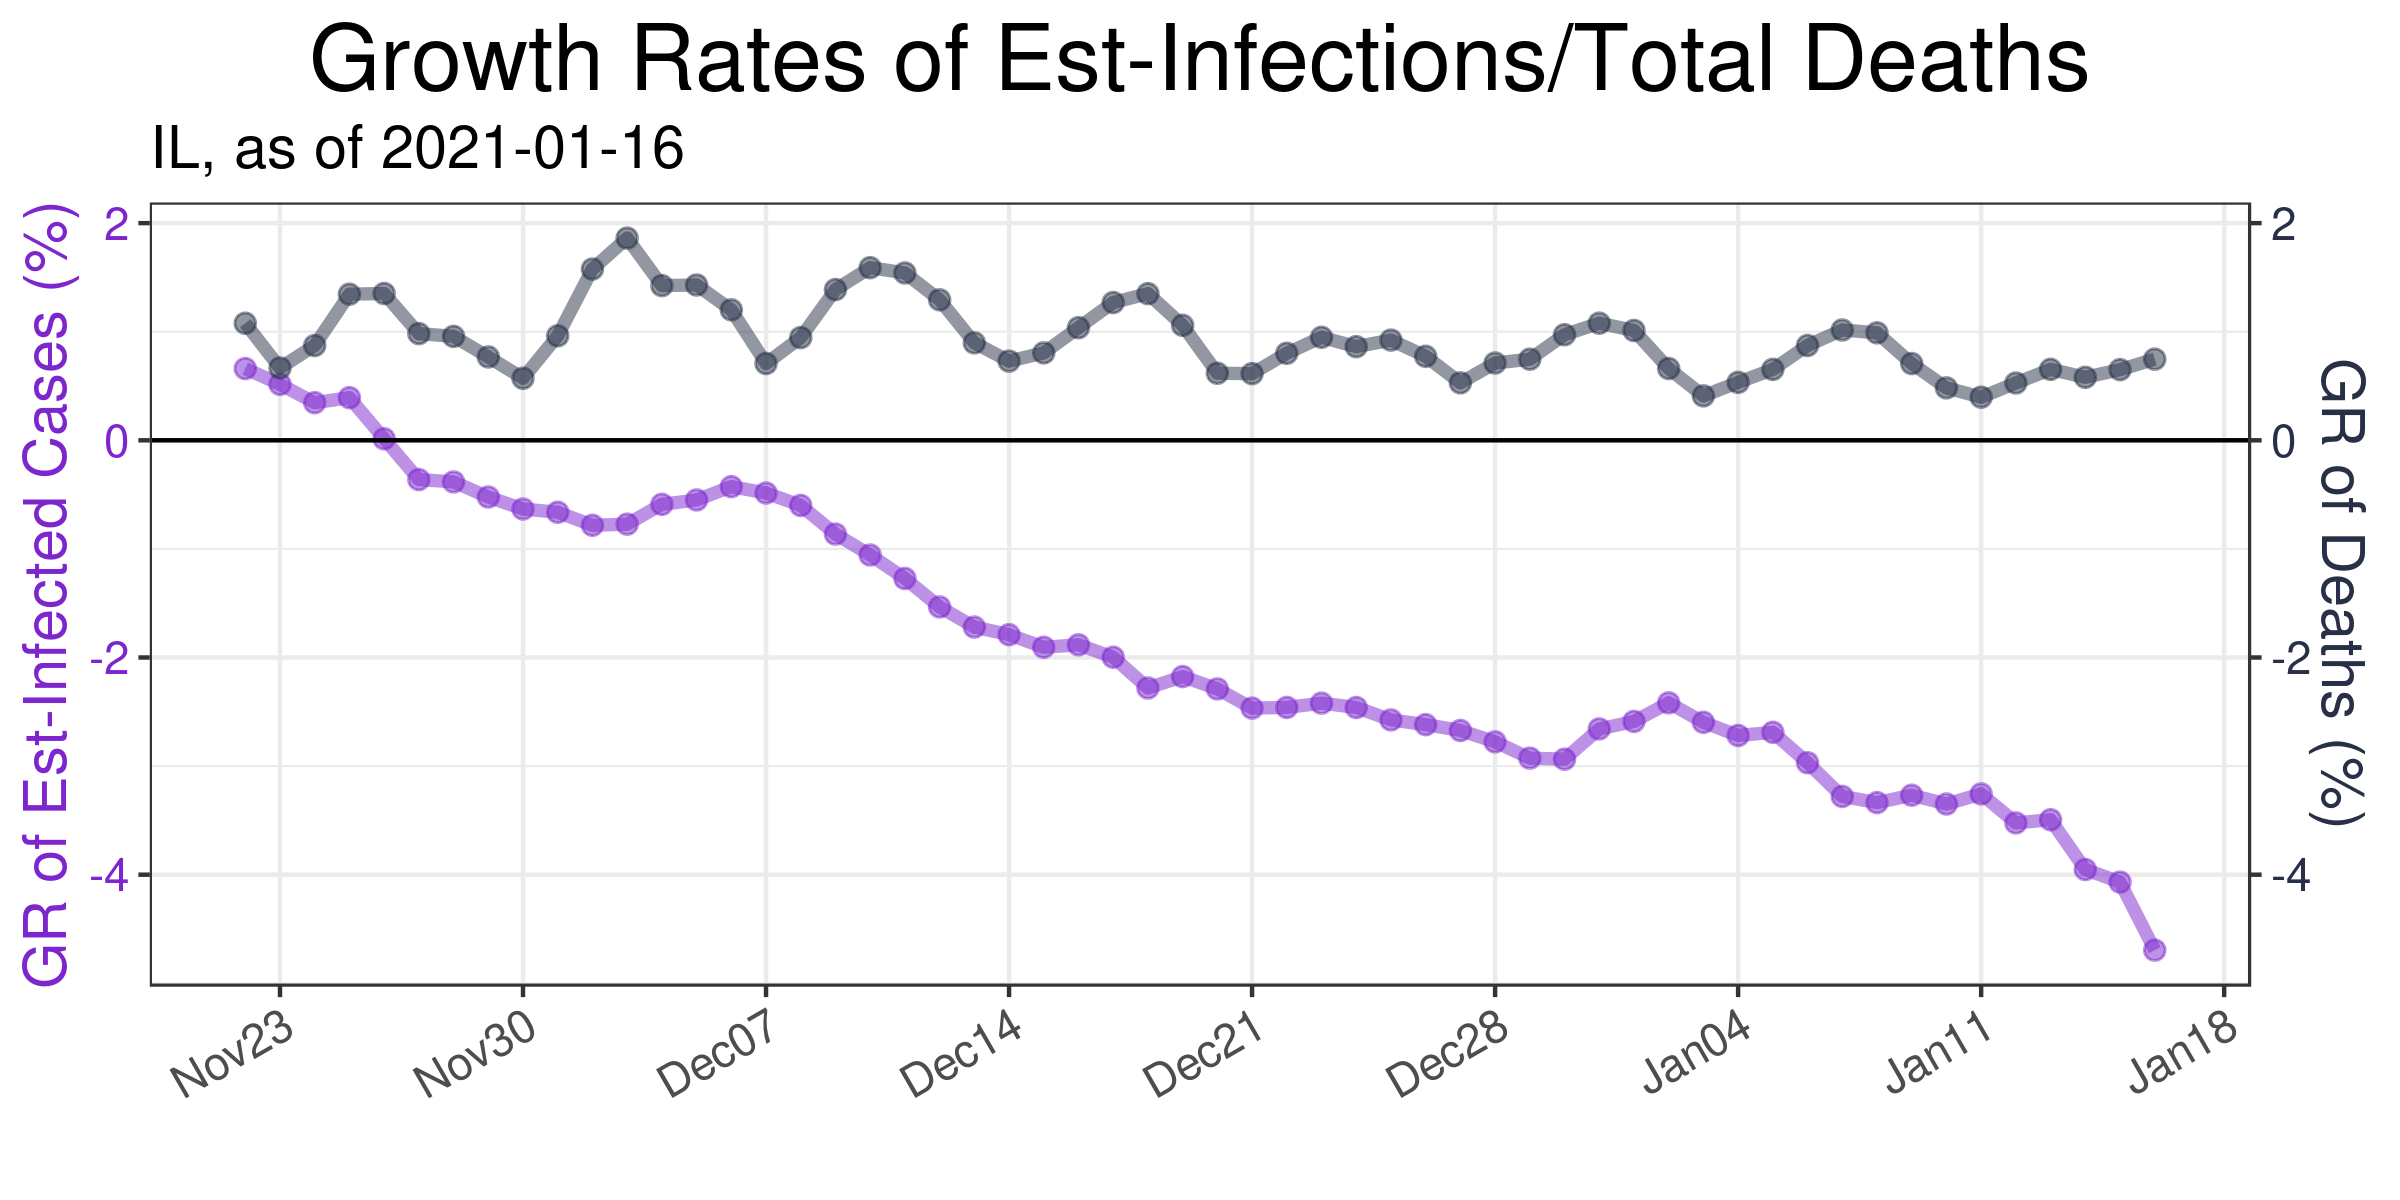 Growth Rates of Est-Infections/Total Deaths
IL, as of 2021-01-16
GR of Est-Infected Cases (%)
2
0
-2
-4
2
0
-2
-4
GR of Deaths (%)
Nov23
Nov30
Dec07
Dec14
Dec21
Dec28
Jan04
Jan11
Jan18